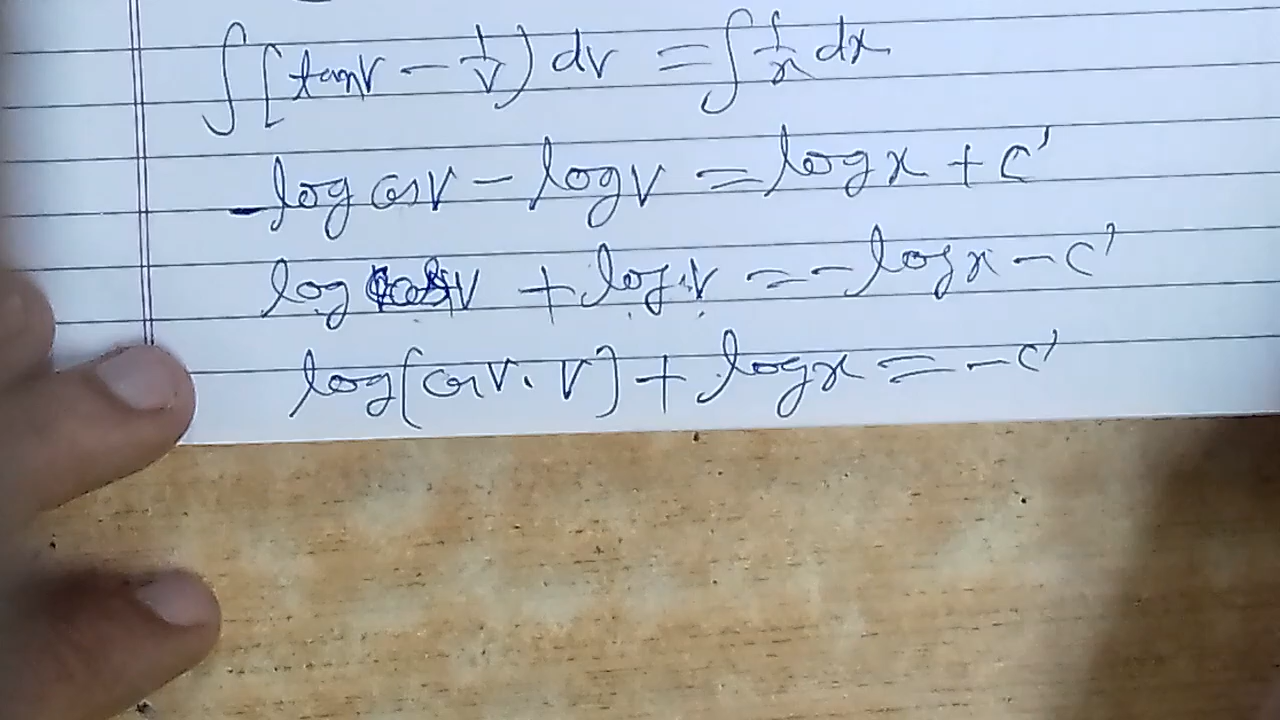 ∫[tanv - 1/v) dv = ∫ 1/x dx
-log cosv - log v = log x + c'
log cosv + log v = - log x - c'
log[cosv. v] + log x = -c'